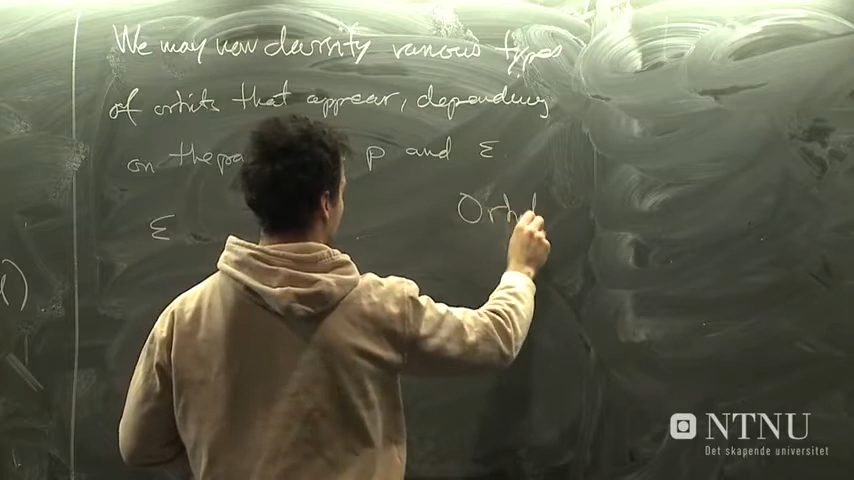 We may now classify various types
of orbits that appear, depending
on the pa p and ε
ε Orbi
NTNU
Det skapende universitet